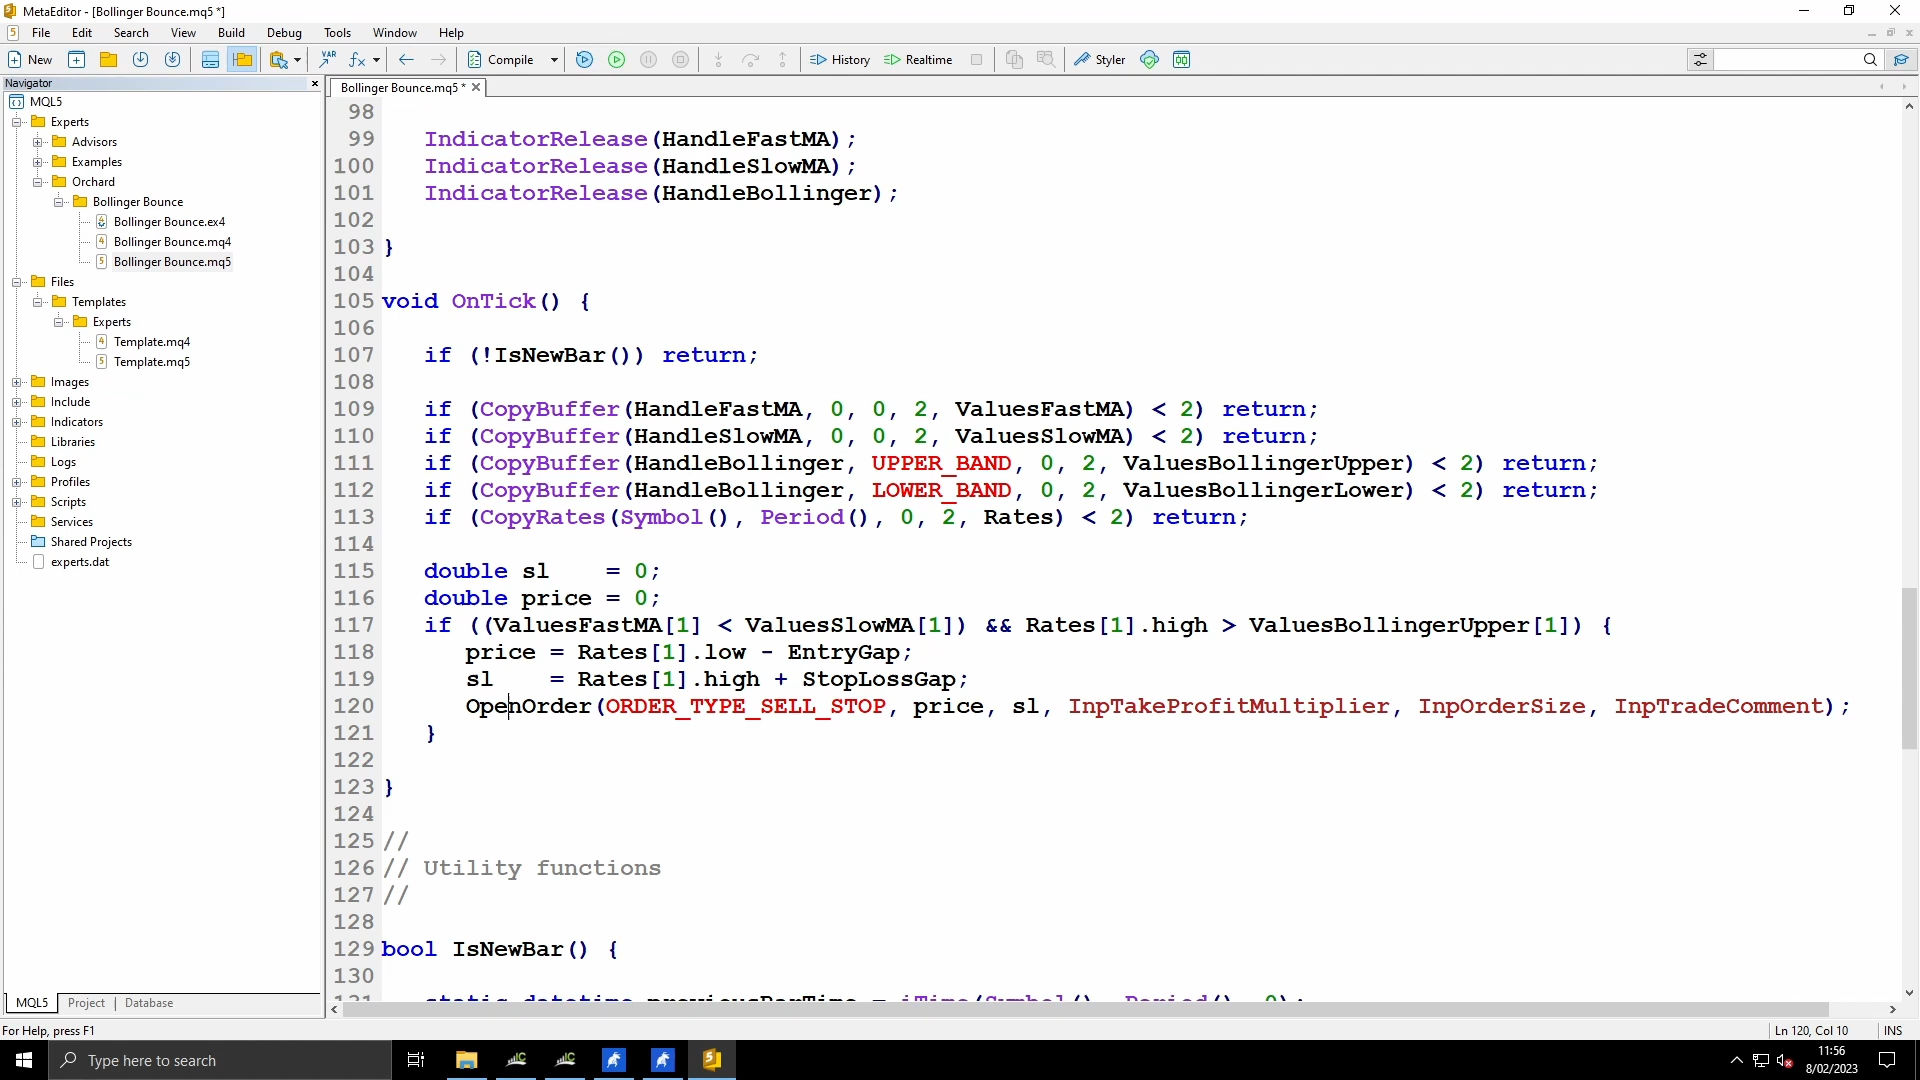 MetaEditor - [Bollinger Bounce.mq5 *]
File Edit Search View Build Debug Tools Window Help
New VAR Compile History Realtime Styler
Navigator
MQL5
Experts
Advisors
Examples
Orchard
Bollinger Bounce
Bollinger Bounce.ex4
Bollinger Bounce.mq4
Bollinger Bounce.mq5
Files
Templates
Experts
Template.mq4
Template.mq5
Images
Include
Indicators
Libraries
Logs
Profiles
Scripts
Services
Shared Projects
experts.dat
MQL5 Project Database
Bollinger Bounce.mq5 *
98
99 IndicatorRelease(HandleFastMA);
100 IndicatorRelease(HandleSlowMA);
101 IndicatorRelease(HandleBollinger);
102
103 }
104
105 void OnTick() {
106
107 if (!IsNewBar()) return;
108
109 if (CopyBuffer(HandleFastMA, 0, 0, 2, ValuesFastMA) < 2) return;
110 if (CopyBuffer(HandleSlowMA, 0, 0, 2, ValuesSlowMA) < 2) return;
111 if (CopyBuffer(HandleBollinger, UPPER_BAND, 0, 2, ValuesBollingerUpper) < 2) return;
112 if (CopyBuffer(HandleBollinger, LOWER_BAND, 0, 2, ValuesBollingerLower) < 2) return;
113 if (CopyRates(Symbol(), Period(), 0, 2, Rates) < 2) return;
114
115 double sl    = 0;
116 double price = 0;
117 if ((ValuesFastMA[1] < ValuesSlowMA[1]) && Rates[1].high > ValuesBollingerUpper[1]) {
118 price = Rates[1].low - EntryGap;
119 sl    = Rates[1].high + StopLossGap;
120 OpenOrder(ORDER_TYPE_SELL_STOP, price, sl, InpTakeProfitMultiplier, InpOrderSize, InpTradeComment);
121 }
122
123 }
124
125 //
126 // Utility functions
127 //
128
129 bool IsNewBar() {
130
131 static datetime previousBarTime = iTime(Symbol(), Period(), 0);
For Help, press F1
Ln 120, Col 10 INS
Type here to search
11:56
8/02/2023